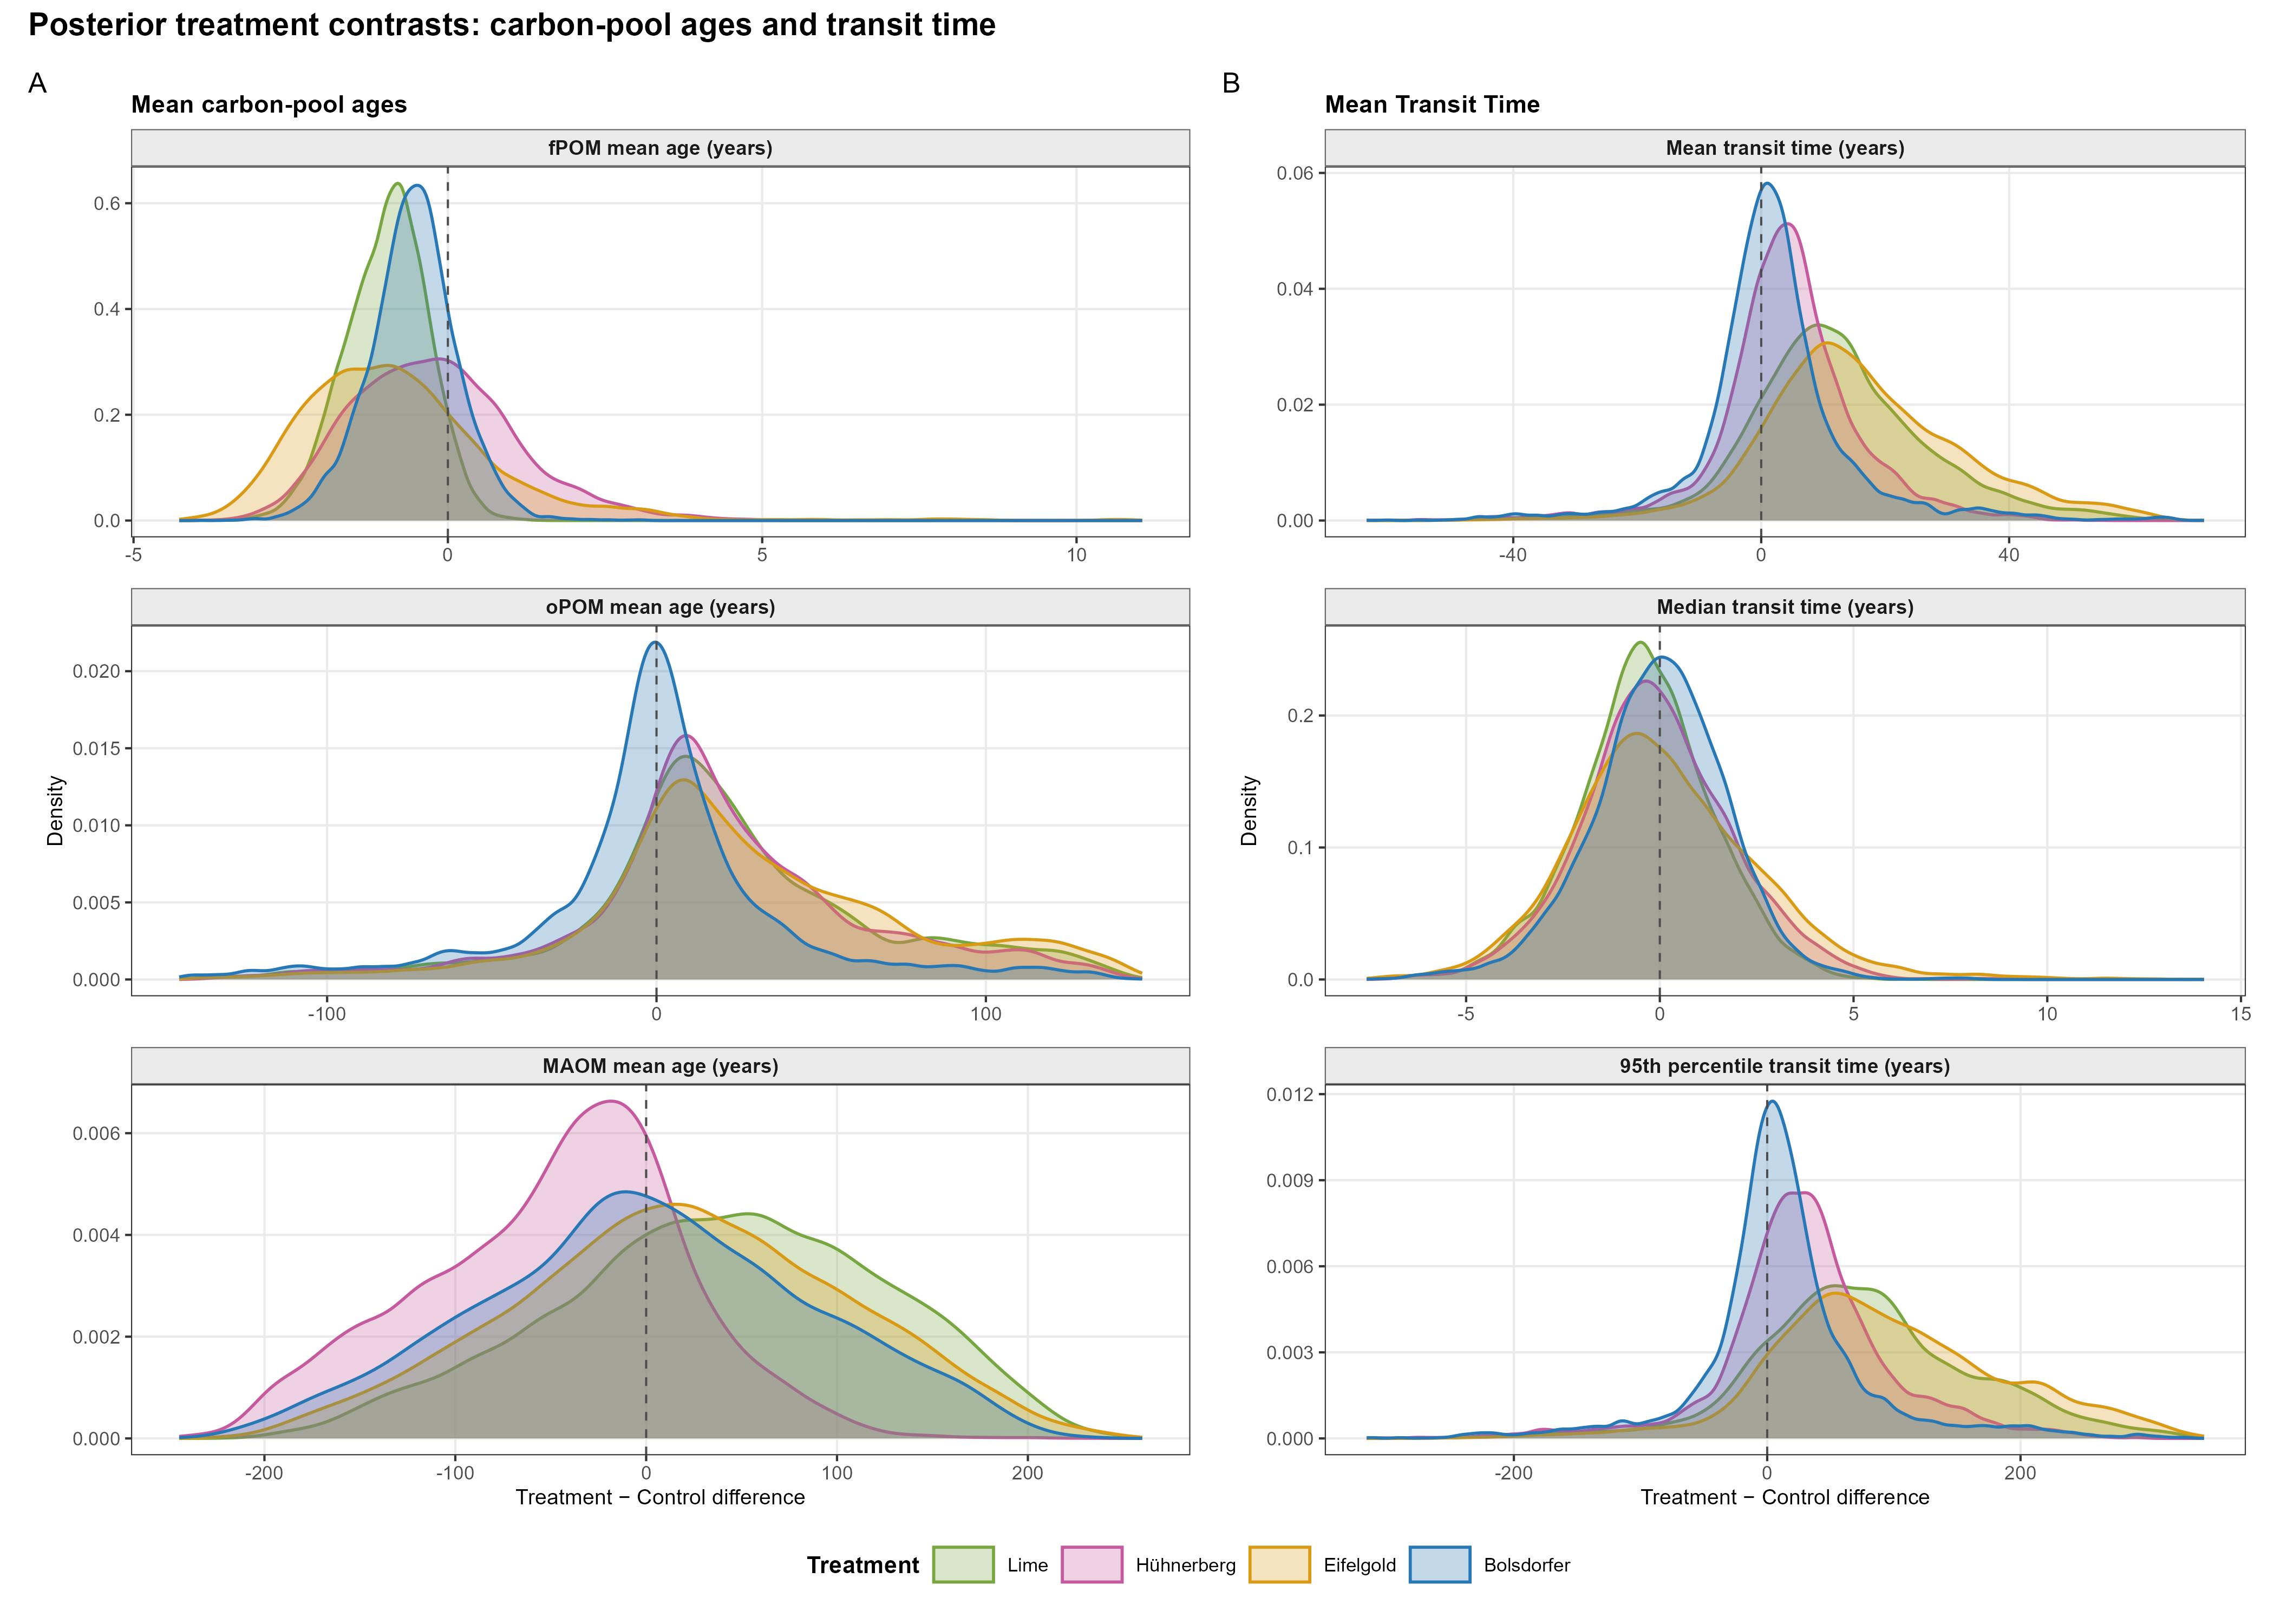 Posterior treatment contrasts: carbon-pool ages and transit time
A
Mean carbon-pool ages
fPOM mean age (years)
0.6
0.4
0.2
0.0
-5 0 5 10
oPOM mean age (years)
0.020
0.015
0.010
0.005
0.000
-100 0 100
Density
MAOM mean age (years)
0.006
0.004
0.002
0.000
-200 -100 0 100 200
Treatment − Control difference
B
Mean Transit Time
Mean transit time (years)
0.06
0.04
0.02
0.00
-40 0 40
Median transit time (years)
0.2
0.1
0.0
-5 0 5 10 15
Density
95th percentile transit time (years)
0.012
0.009
0.006
0.003
0.000
-200 0 200
Treatment − Control difference
Treatment Lime Hühnerberg Eifelgold Bolsdorfer